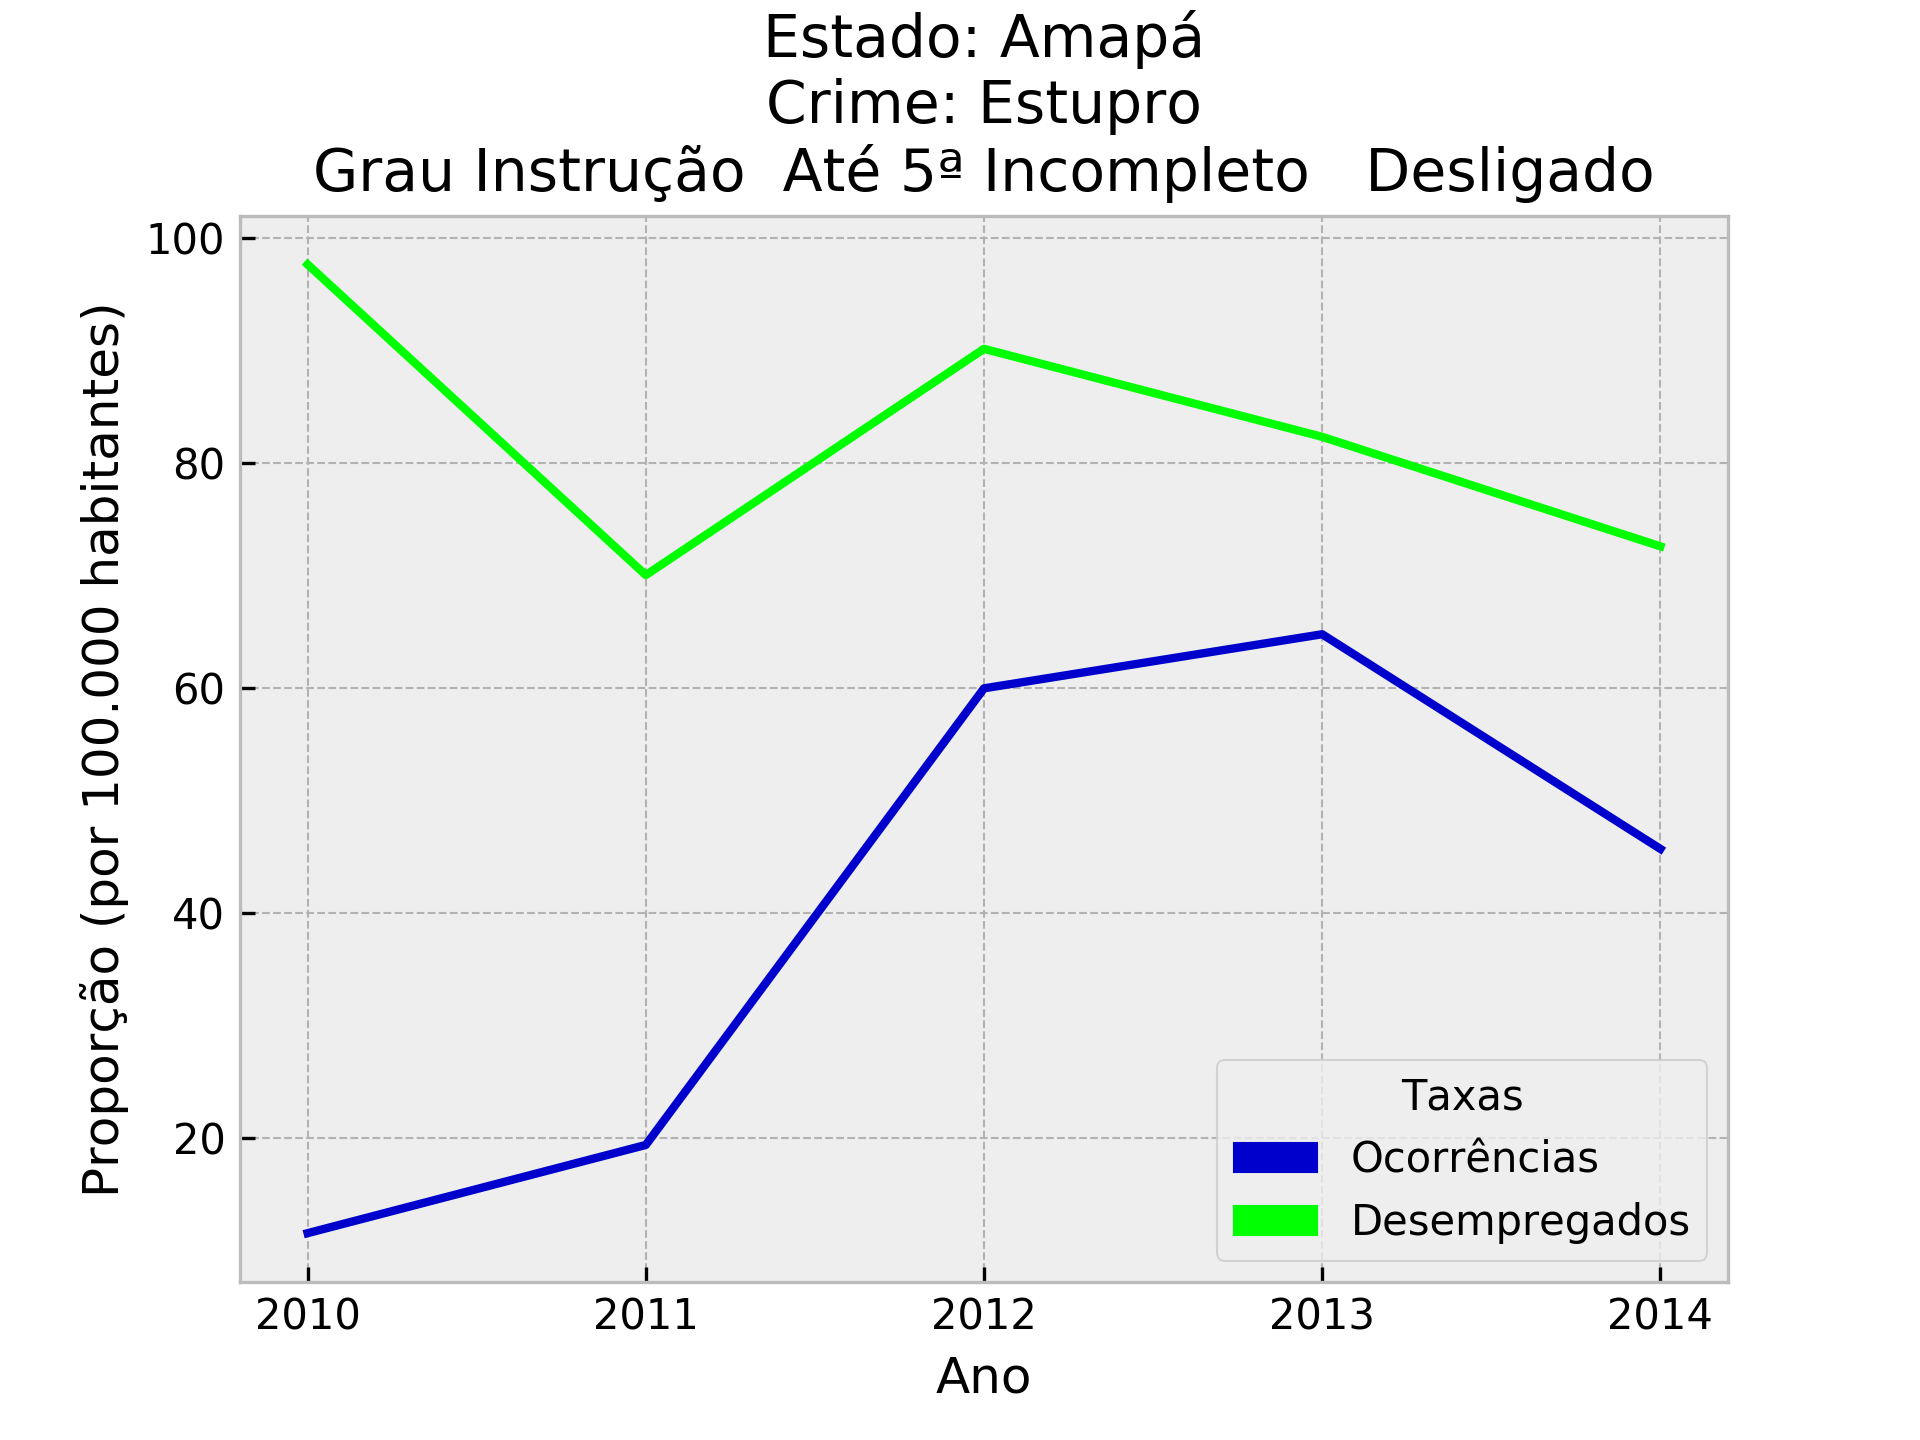 Estado: Amapá
Crime: Estupro
Grau Instrução  Até 5ª Incompleto   Desligado
Proporção (por 100.000 habitantes)
100
80
60
40
20
Taxas
Ocorrências
Desempregados
2010 2011 2012 2013 2014
Ano